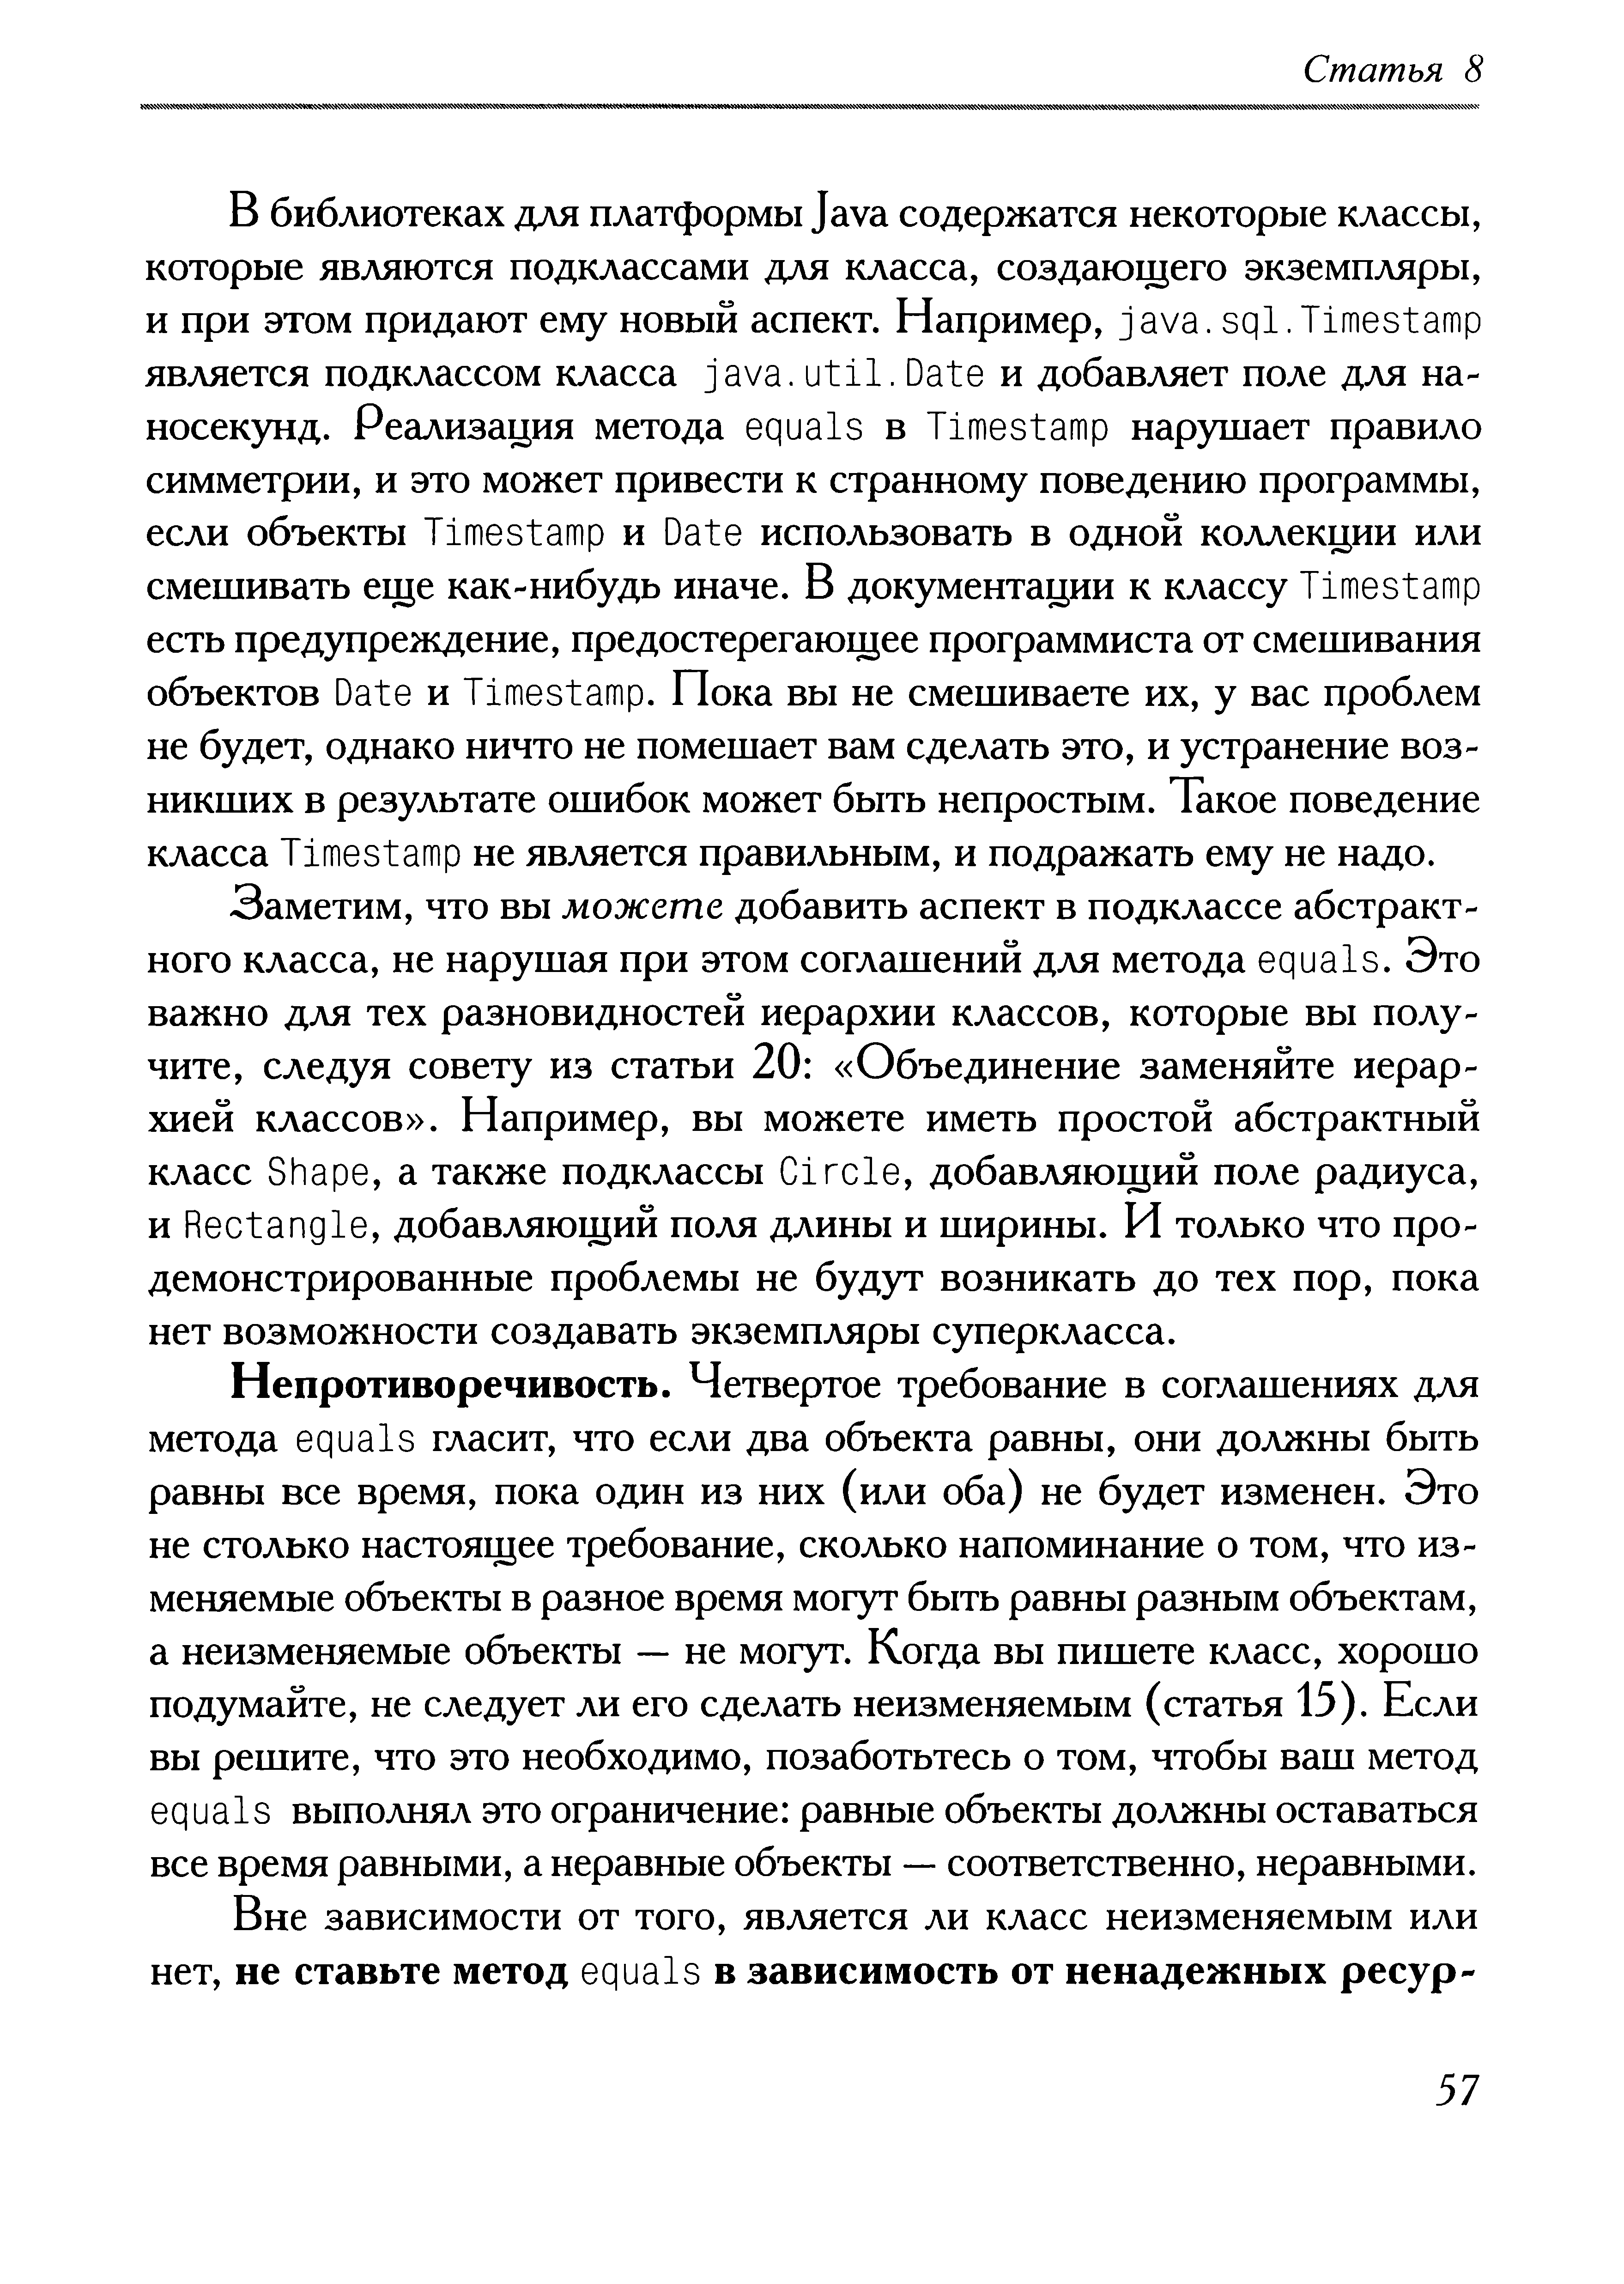 Статья 8
В библиотеках для платформы Java содержатся некоторые классы,
которые являются подклассами для класса, создающего экземпляры,
и при этом придают ему новый аспект. Например, java.sql.Timestamp
является подклассом класса java.util.Date и добавляет поле для на-
носекунд. Реализация метода equals в Timestamp нарушает правило
симметрии, и это может привести к странному поведению программы,
если объекты Timestamp и Date использовать в одной коллекции или
смешивать еще как-нибудь иначе. В документации к классу Timestamp
есть предупреждение, предостерегающее программиста от смешивания
объектов Date и Timestamp. Пока вы не смешиваете их, у вас проблем
не будет, однако ничто не помешает вам сделать это, и устранение воз-
никших в результате ошибок может быть непростым. Такое поведение
класса Timestamp не является правильным, и подражать ему не надо.
Заметим, что вы можете добавить аспект в подклассе абстракт-
ного класса, не нарушая при этом соглашений для метода equals. Это
важно для тех разновидностей иерархии классов, которые вы полу-
чите, следуя совету из статьи 20: «Объединение заменяйте иерар-
хией классов». Например, вы можете иметь простой абстрактный
класс Shape, а также подклассы Circle, добавляющий поле радиуса,
и Rectangle, добавляющий поля длины и ширины. И только что про-
демонстрированные проблемы не будут возникать до тех пор, пока
нет возможности создавать экземпляры суперкласса.
Непротиворечивость. Четвертое требование в соглашениях для
метода equals гласит, что если два объекта равны, они должны быть
равны все время, пока один из них (или оба) не будет изменен. Это
не столько настоящее требование, сколько напоминание о том, что из-
меняемые объекты в разное время могут быть равны разным объектам,
а неизменяемые объекты — не могут. Когда вы пишете класс, хорошо
подумайте, не следует ли его сделать неизменяемым (статья 15). Если
вы решите, что это необходимо, позаботьтесь о том, чтобы ваш метод
equals выполнял это ограничение: равные объекты должны оставаться
все время равными, а неравные объекты — соответственно, неравными.
Вне зависимости от того, является ли класс неизменяемым или
нет, не ставьте метод equals в зависимость от ненадежных ресур-
57